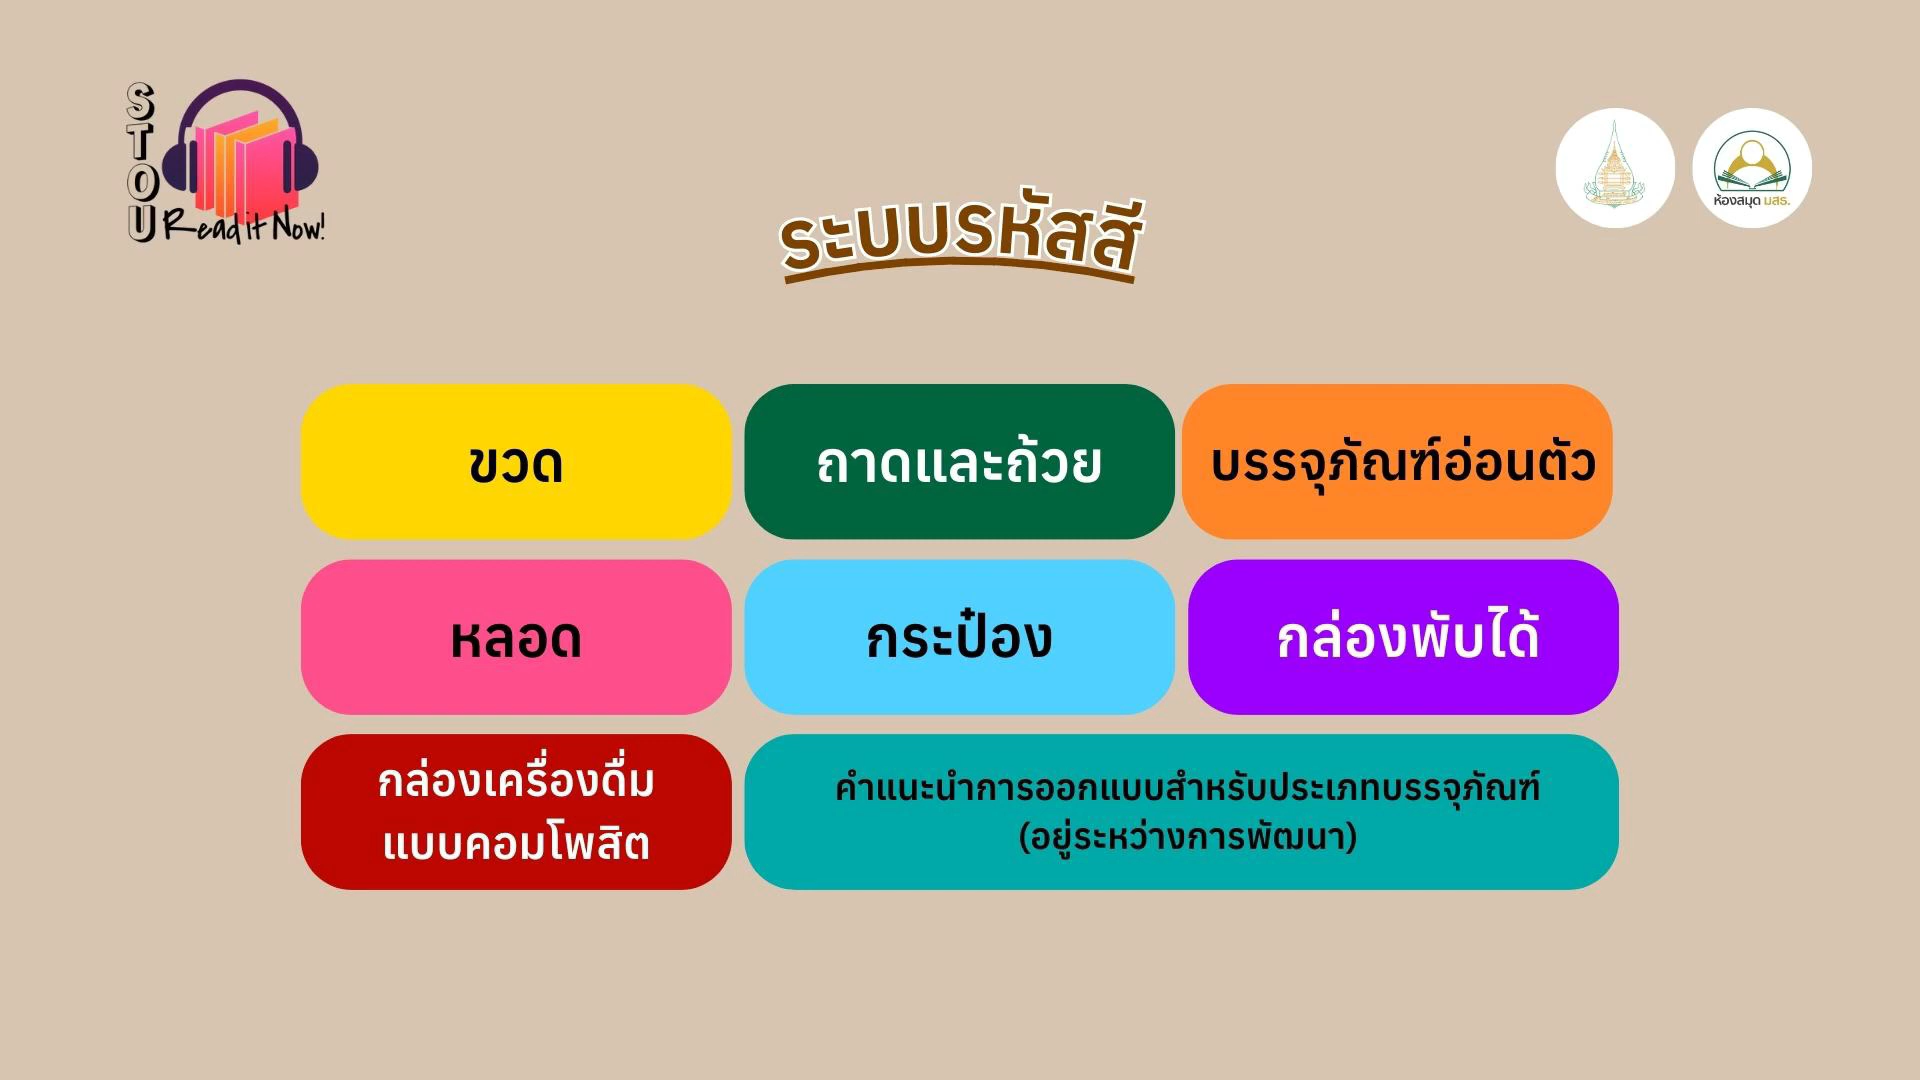 STOU
Read it Now!
ห้องสมุด มสธ.
ระบบรหัสสี
ขวด
ถาดและถ้วย
บรรจุภัณฑ์อ่อนตัว
หลอด
กระป๋อง
กล่องพับได้
กล่องเครื่องดื่ม
แบบคอมโพสิต
คำแนะนำการออกแบบสำหรับประเภทบรรจุภัณฑ์
(อยู่ระหว่างการพัฒนา)